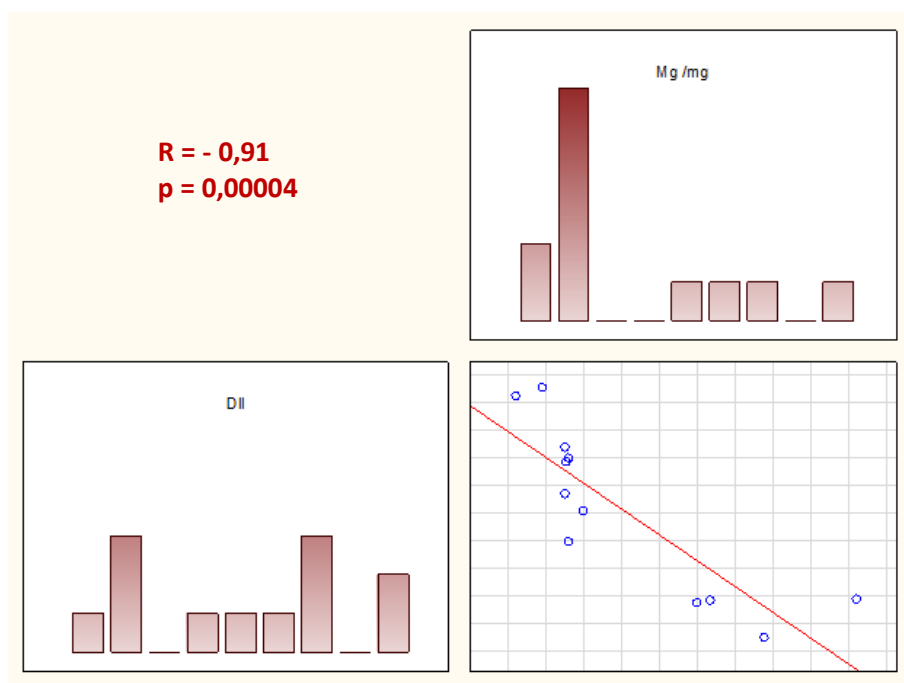 R = - 0,91
p = 0,00004
Mg /mg
DII